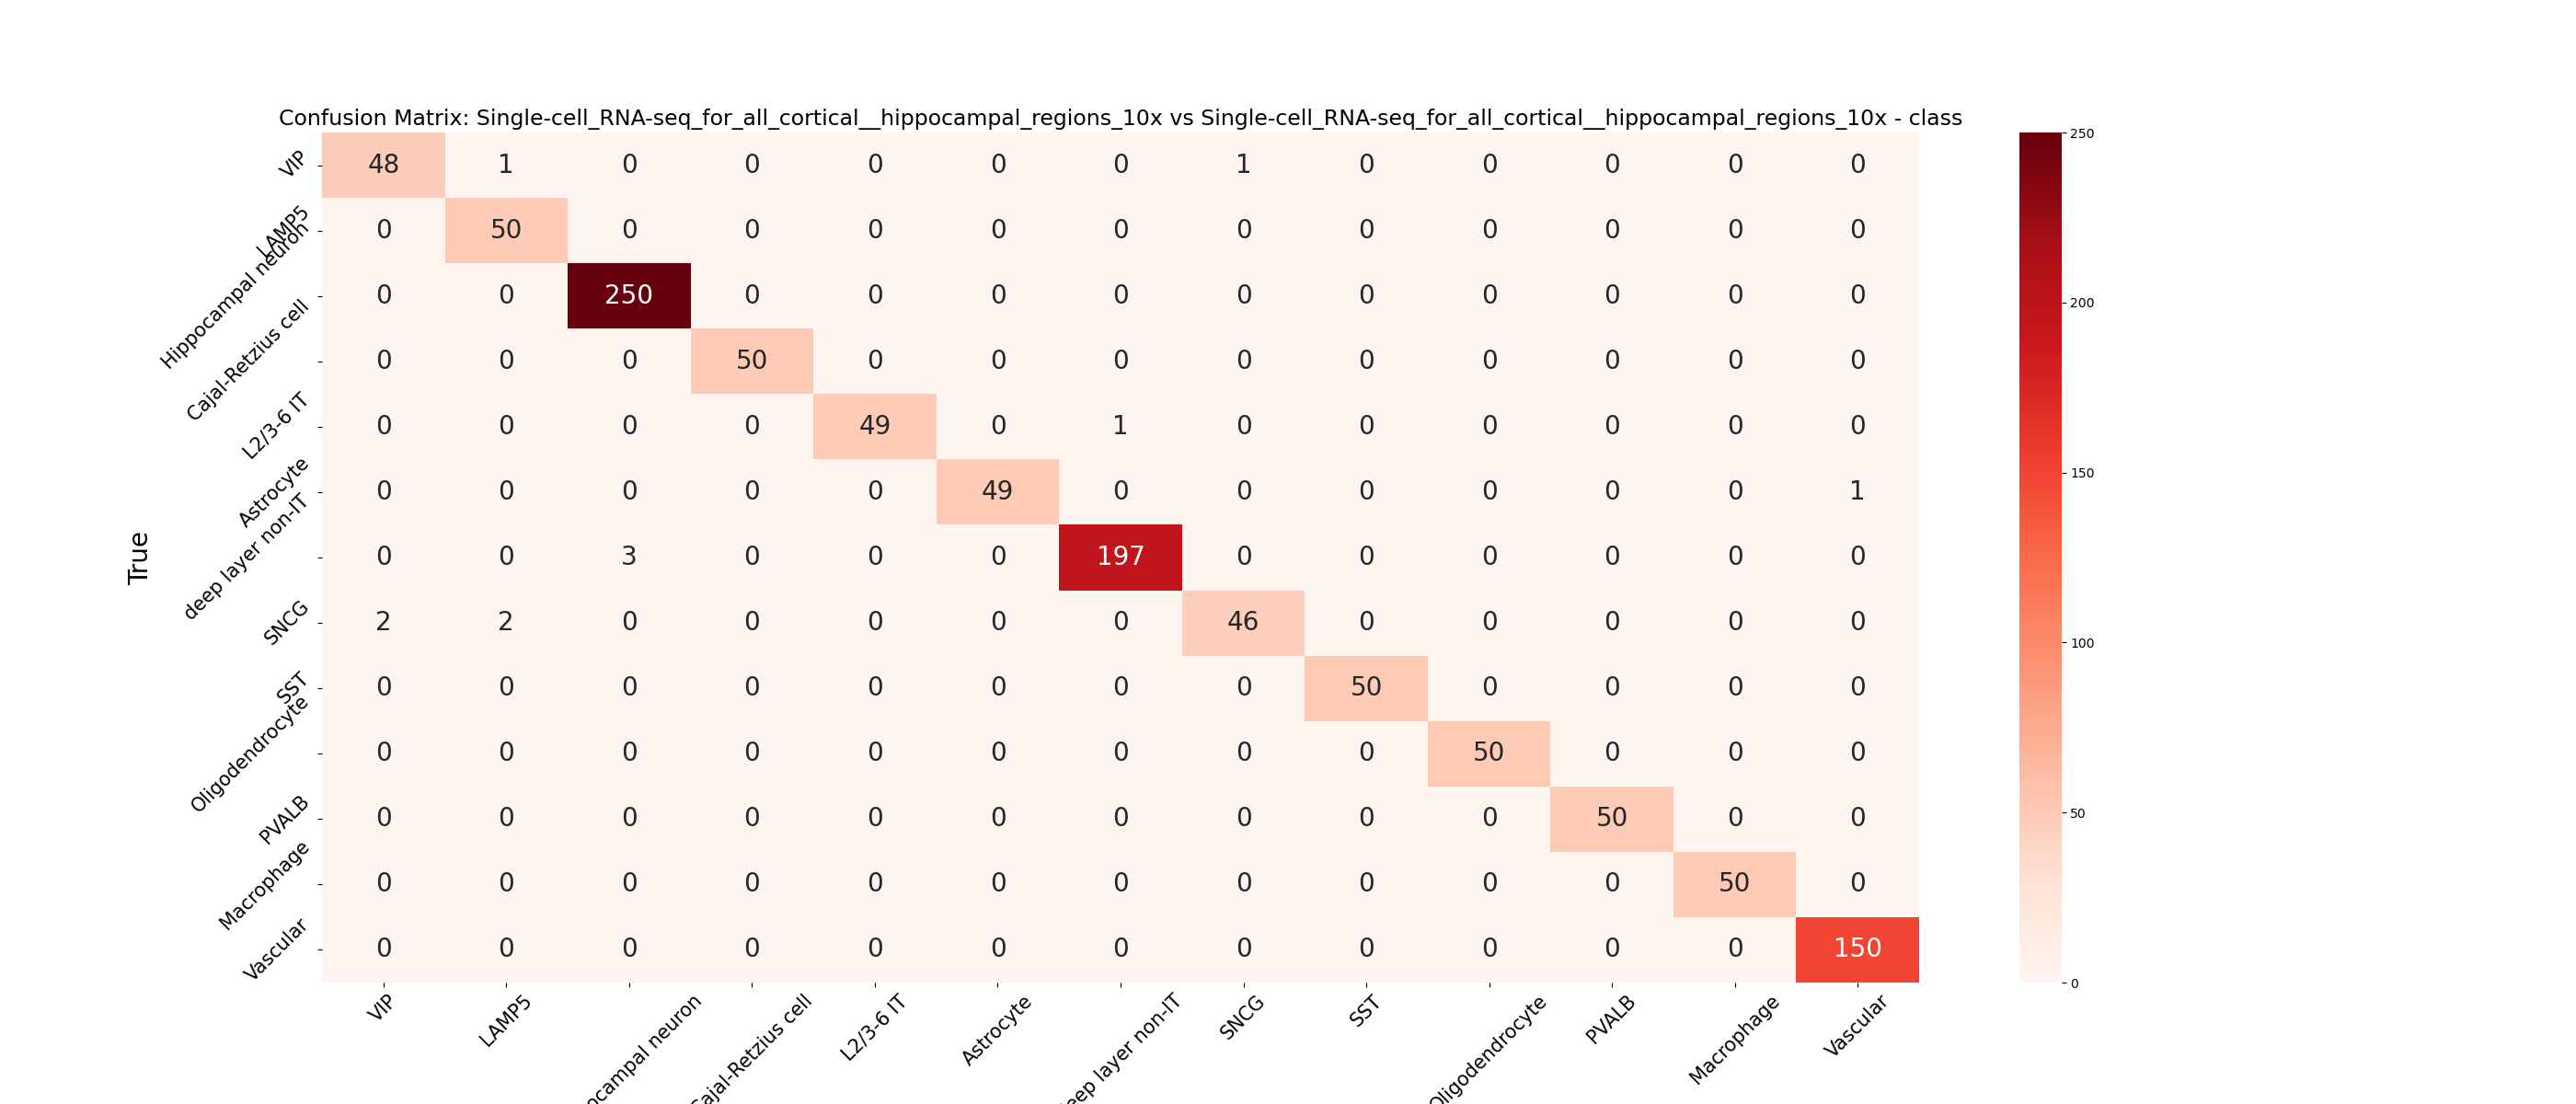 Confusion Matrix: Single-cell_RNA-seq_for_all_cortical__hippocampal_regions_10x vs Single-cell_RNA-seq_for_all_cortical__hippocampal_regions_10x - class
True
VIP 48 1 0 0 0 0 0 1 0 0 0 0 0
LAMP5 0 50 0 0 0 0 0 0 0 0 0 0 0
Hippocampal neuron 0 0 250 0 0 0 0 0 0 0 0 0 0
Cajal-Retzius cell 0 0 0 50 0 0 0 0 0 0 0 0 0
L2/3-6 IT 0 0 0 0 49 0 1 0 0 0 0 0 0
Astrocyte 0 0 0 0 0 49 0 0 0 0 0 0 1
deep layer non-IT 0 0 3 0 0 0 197 0 0 0 0 0 0
SNCG 2 2 0 0 0 0 0 46 0 0 0 0 0
SST 0 0 0 0 0 0 0 0 50 0 0 0 0
Oligodendrocyte 0 0 0 0 0 0 0 0 0 50 0 0 0
PVALB 0 0 0 0 0 0 0 0 0 0 50 0 0
Macrophage 0 0 0 0 0 0 0 0 0 0 0 50 0
Vascular 0 0 0 0 0 0 0 0 0 0 0 0 150
VIP
LAMP5
ocampal neuron
Cajal-Retzius cell
L2/3-6 IT
Astrocyte
eep layer non-IT
SNCG
SST
Oligodendrocyte
PVALB
Macrophage
Vascular
250
200
150
100
50
0